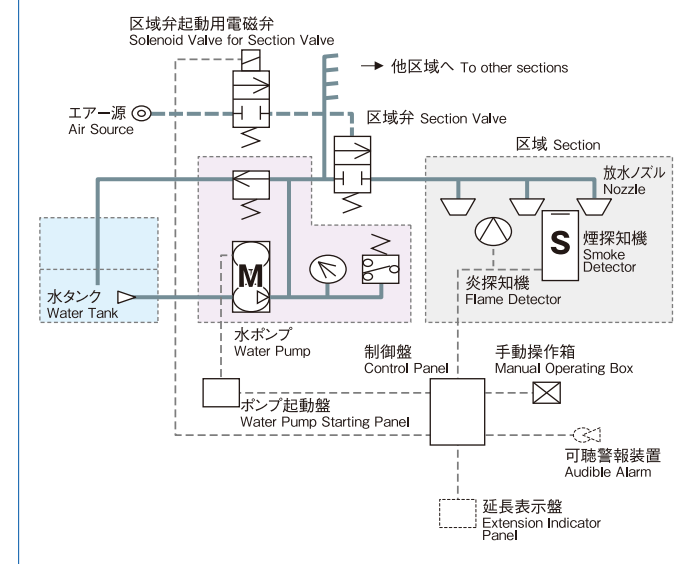 区域弁起動用電磁弁
Solenoid Valve for Section Valve
他区域へ To other sections
エアー源
Air Source
区域弁 Section Valve
区域 Section
放水ノズル
Nozzle
S
煙探知機
Smoke
Detector
炎探知機
Flame Detector
M
水タンク
Water Tank
水ポンプ
Water Pump
制御盤
Control Panel
手動操作箱
Manual Operating Box
ポンプ起動盤
Water Pump Starting Panel
可聴警報装置
Audible Alarm
延長表示盤
Extension Indicator
Panel